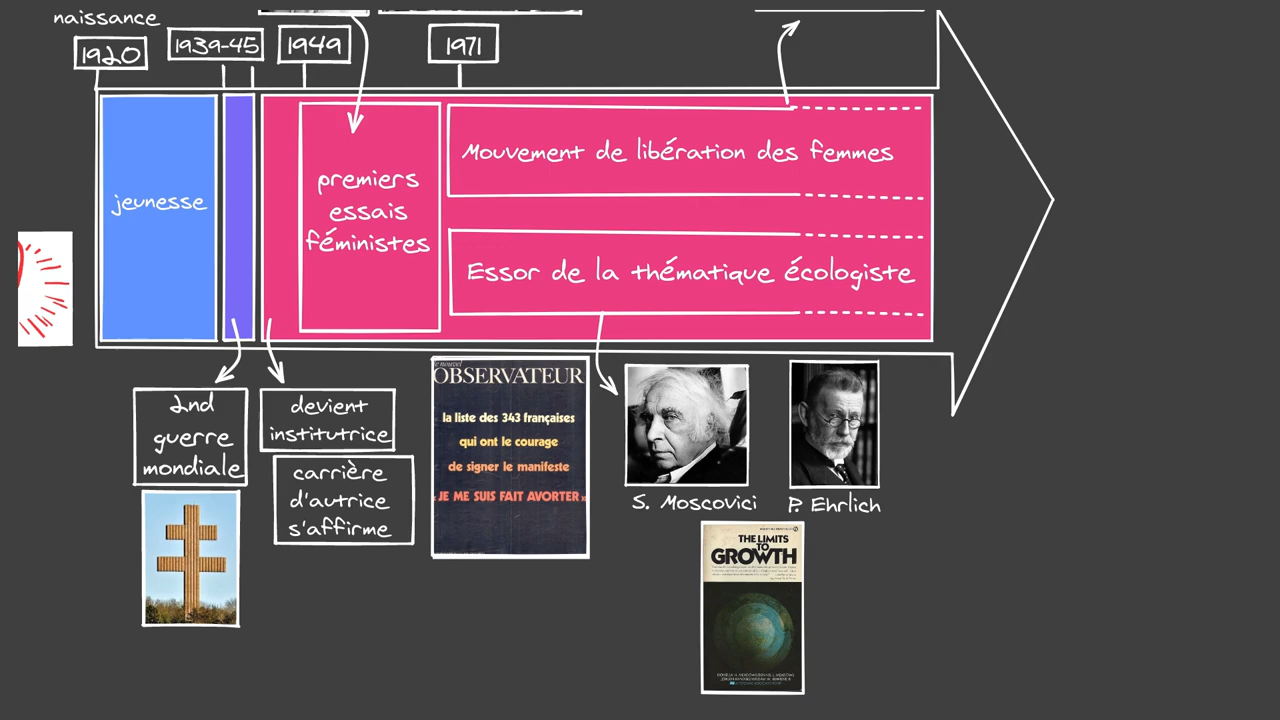 naissance
1920
1939-45
1949
1971
jeunesse
premiers
essais
féministes
Mouvement de libération des femmes
Essor de la thématique écologiste
2nd
guerre
mondiale
devient
institutrice
carrière
d'autrice
s'affirme
le nouvel
OBSERVATEUR
la liste des 343 françaises
qui ont le courage
de signer le manifeste
« JE ME SUIS FAIT AVORTER »
S. Moscovici
P. Ehrlich
THE LIMITS
TO
GROWTH